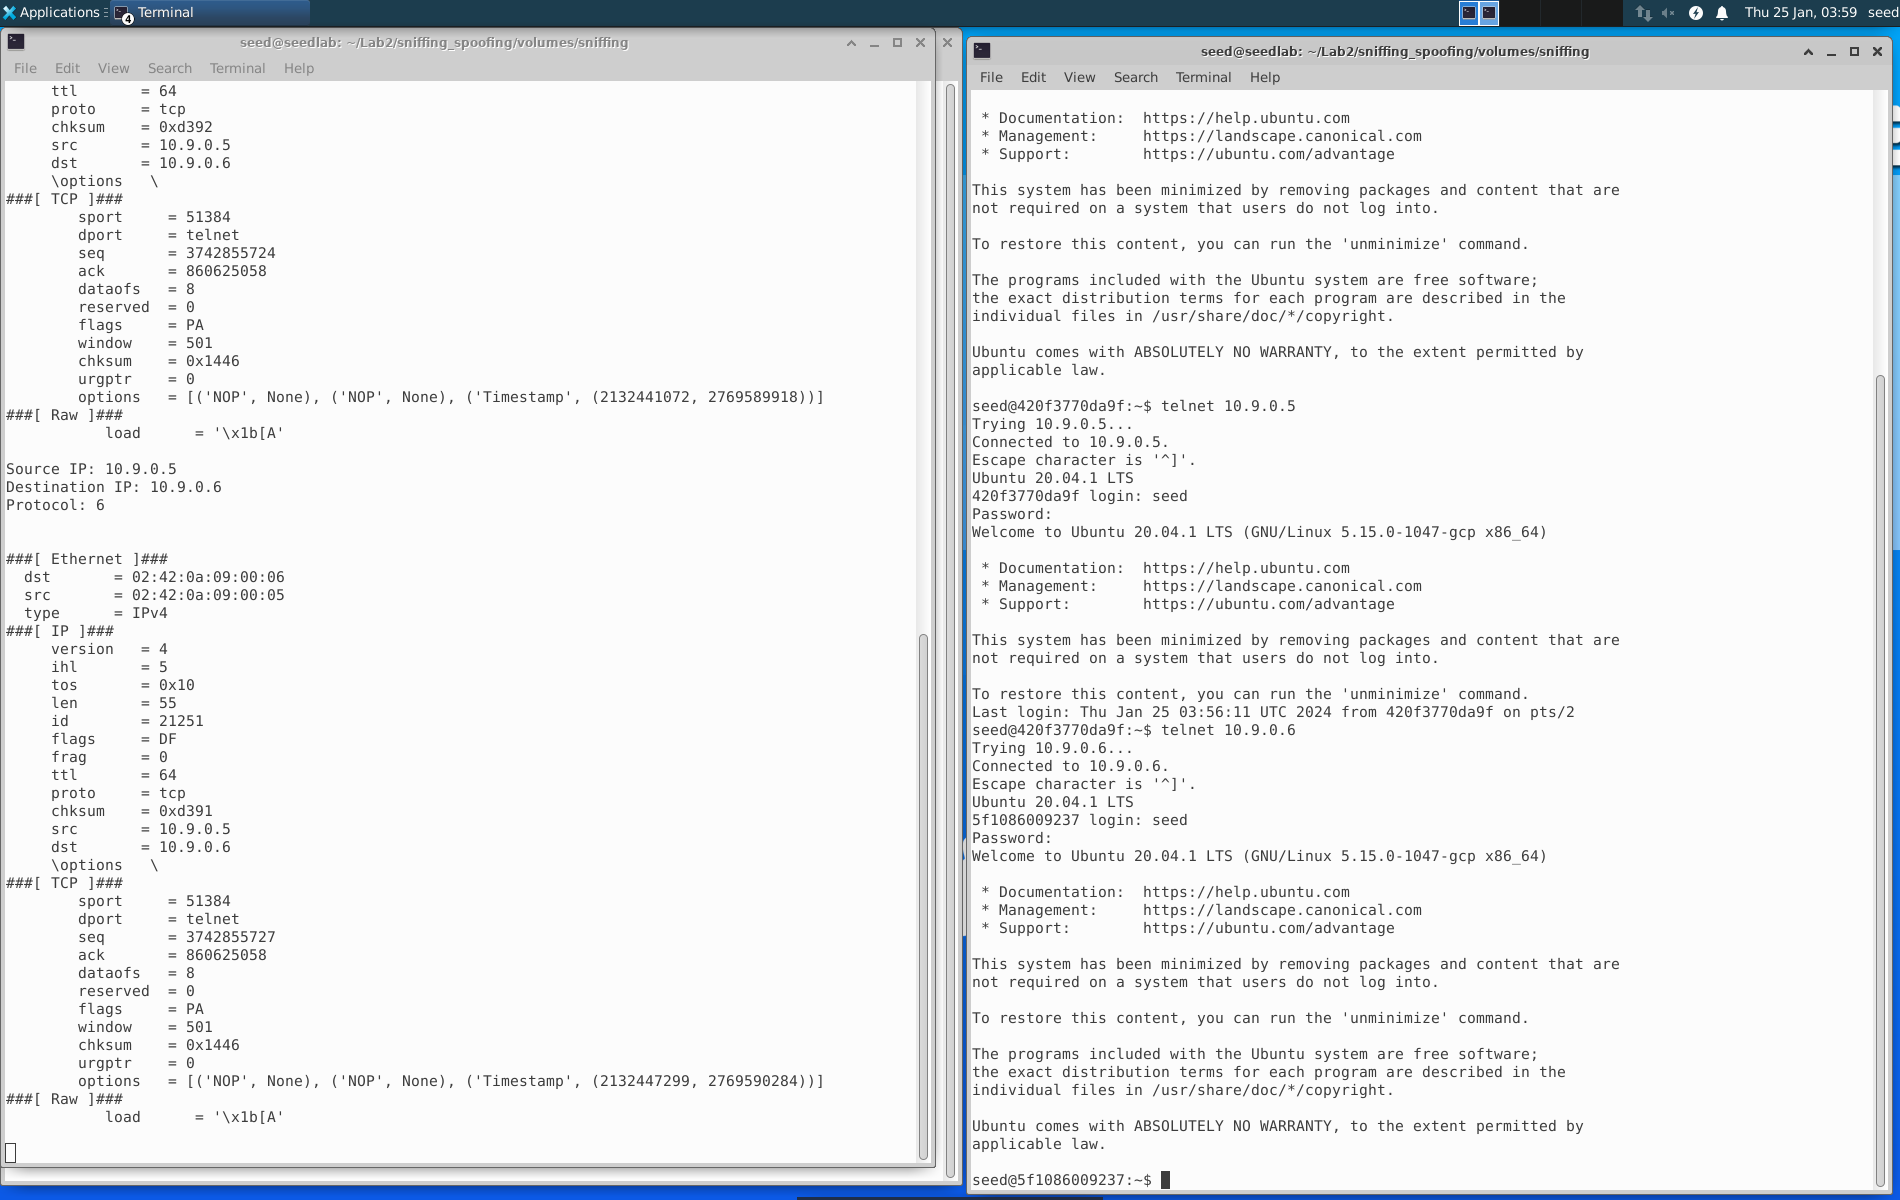 Applications
4
Terminal
Thu 25 Jan, 03:59 seed
seed@seedlab: ~/Lab2/sniffing_spoofing/volumes/sniffing
File Edit View Search Terminal Help
ttl = 64
proto = tcp
chksum = 0xd392
src = 10.9.0.5
dst = 10.9.0.6
\options \
###[ TCP ]###
sport = 51384
dport = telnet
seq = 3742855724
ack = 860625058
dataofs = 8
reserved = 0
flags = PA
window = 501
chksum = 0x1446
urgptr = 0
options = [('NOP', None), ('NOP', None), ('Timestamp', (2132441072, 2769589918))]
###[ Raw ]###
load = '\x1b[A'
Source IP: 10.9.0.5
Destination IP: 10.9.0.6
Protocol: 6
###[ Ethernet ]###
dst = 02:42:0a:09:00:06
src = 02:42:0a:09:00:05
type = IPv4
###[ IP ]###
version = 4
ihl = 5
tos = 0x10
len = 55
id = 21251
flags = DF
frag = 0
ttl = 64
proto = tcp
chksum = 0xd391
src = 10.9.0.5
dst = 10.9.0.6
\options \
###[ TCP ]###
sport = 51384
dport = telnet
seq = 3742855727
ack = 860625058
dataofs = 8
reserved = 0
flags = PA
window = 501
chksum = 0x1446
urgptr = 0
options = [('NOP', None), ('NOP', None), ('Timestamp', (2132447299, 2769590284))]
###[ Raw ]###
load = '\x1b[A'
seed@seedlab: ~/Lab2/sniffing_spoofing/volumes/sniffing
File Edit View Search Terminal Help
* Documentation: https://help.ubuntu.com
* Management: https://landscape.canonical.com
* Support: https://ubuntu.com/advantage
This system has been minimized by removing packages and content that are
not required on a system that users do not log into.
To restore this content, you can run the 'unminimize' command.
The programs included with the Ubuntu system are free software;
the exact distribution terms for each program are described in the
individual files in /usr/share/doc/*/copyright.
Ubuntu comes with ABSOLUTELY NO WARRANTY, to the extent permitted by
applicable law.
seed@420f3770da9f:~$ telnet 10.9.0.5
Trying 10.9.0.5...
Connected to 10.9.0.5.
Escape character is '^]'.
Ubuntu 20.04.1 LTS
420f3770da9f login: seed
Password:
Welcome to Ubuntu 20.04.1 LTS (GNU/Linux 5.15.0-1047-gcp x86_64)
* Documentation: https://help.ubuntu.com
* Management: https://landscape.canonical.com
* Support: https://ubuntu.com/advantage
This system has been minimized by removing packages and content that are
not required on a system that users do not log into.
To restore this content, you can run the 'unminimize' command.
Last login: Thu Jan 25 03:56:11 UTC 2024 from 420f3770da9f on pts/2
seed@420f3770da9f:~$ telnet 10.9.0.6
Trying 10.9.0.6...
Connected to 10.9.0.6.
Escape character is '^]'.
Ubuntu 20.04.1 LTS
5f1086009237 login: seed
Password:
Welcome to Ubuntu 20.04.1 LTS (GNU/Linux 5.15.0-1047-gcp x86_64)
* Documentation: https://help.ubuntu.com
* Management: https://landscape.canonical.com
* Support: https://ubuntu.com/advantage
This system has been minimized by removing packages and content that are
not required on a system that users do not log into.
To restore this content, you can run the 'unminimize' command.
The programs included with the Ubuntu system are free software;
the exact distribution terms for each program are described in the
individual files in /usr/share/doc/*/copyright.
Ubuntu comes with ABSOLUTELY NO WARRANTY, to the extent permitted by
applicable law.
seed@5f1086009237:~$